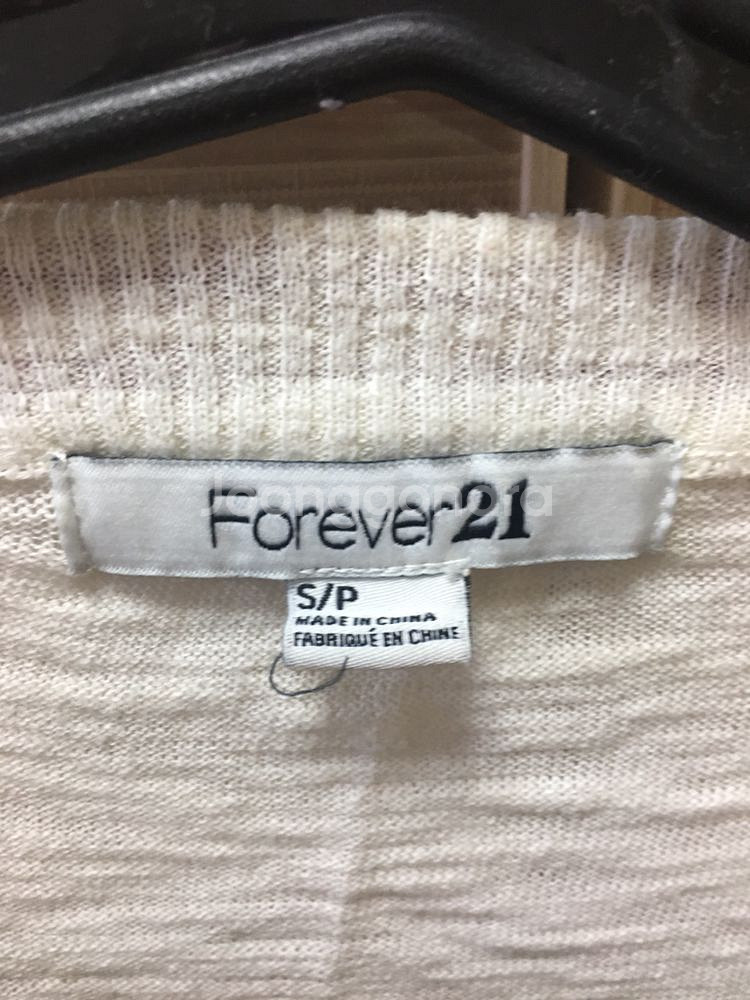 Forever21
S/P
MADE IN CHINA
FABRIQUÉ EN CHINE